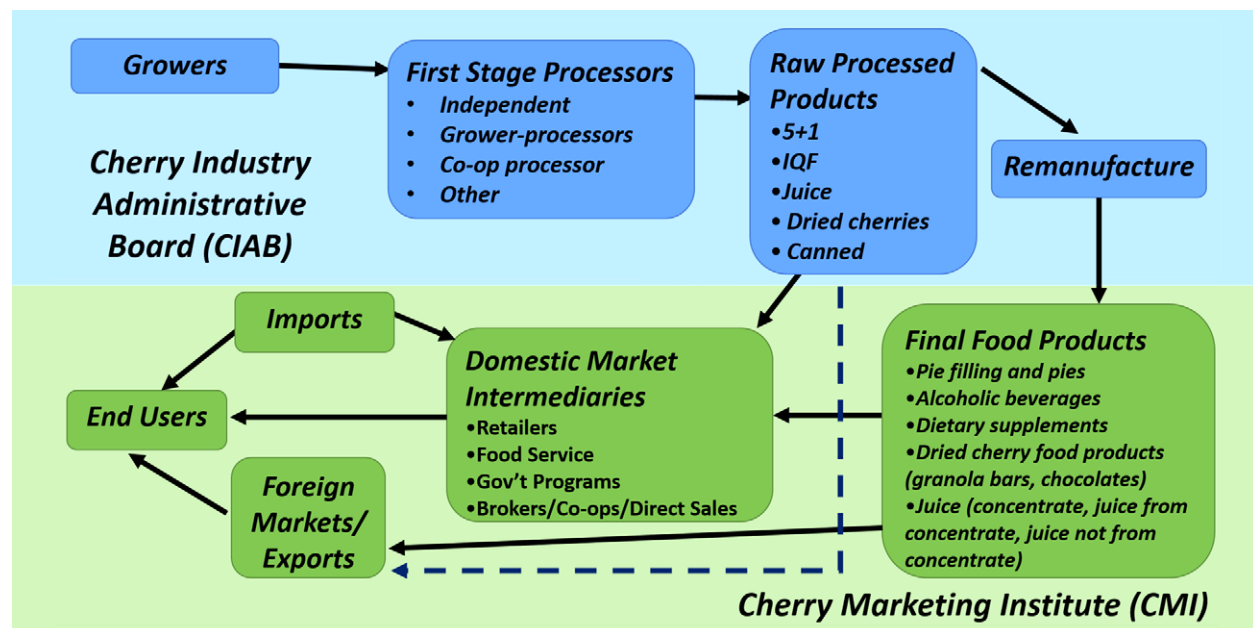 Growers
First Stage Processors
• Independent
• Grower-processors
• Co-op processor
• Other
Raw Processed
Products
•5+1
•IQF
•Juice
• Dried cherries
• Canned
Remanufacture
Cherry Industry
Administrative
Board (CIAB)
Imports
End Users
Foreign
Markets/
Exports
Domestic Market
Intermediaries
•Retailers
•Food Service
•Gov't Programs
•Brokers/Co-ops/Direct Sales
Final Food Products
•Pie filling and pies
•Alcoholic beverages
•Dietary supplements
•Dried cherry food products
(granola bars, chocolates)
•Juice (concentrate, juice from
concentrate, juice not from
concentrate)
Cherry Marketing Institute (CMI)